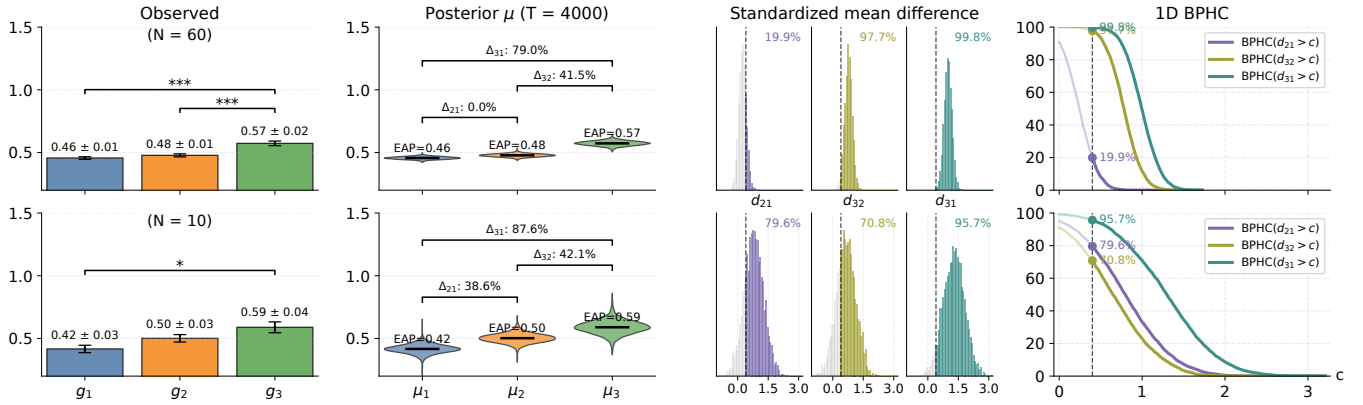 Observed
Posterior μ (T = 4000)
Standardized mean difference
1D BPHC
1.5
1.0
0.5
(N = 60)
***
***
0.46 ± 0.01
0.48 ± 0.01
0.57 ± 0.02
1.5
1.0
0.5
Δ31: 79.0%
Δ32: 41.5%
Δ21: 0.0%
EAP=0.46
EAP=0.48
EAP=0.57
19.9%
97.7%
99.8%
d21
d32
d31
100
80
60
40
20
0
99.8%
19.9%
BPHC(d21 > c)
BPHC(d32 > c)
BPHC(d31 > c)
1.5
1.0
0.5
(N = 10)
*
0.42 ± 0.03
0.50 ± 0.03
0.59 ± 0.04
g1
g2
g3
1.5
1.0
0.5
Δ31: 87.6%
Δ32: 42.1%
Δ21: 38.6%
EAP=0.42
EAP=0.50
EAP=0.59
μ1
μ2
μ3
79.6%
70.8%
95.7%
0.0
1.5
3.0
0.0
1.5
3.0
0.0
1.5
3.0
100
80
60
40
20
0
95.7%
79.6%
70.8%
BPHC(d21 > c)
BPHC(d32 > c)
BPHC(d31 > c)
0
1
2
3
c